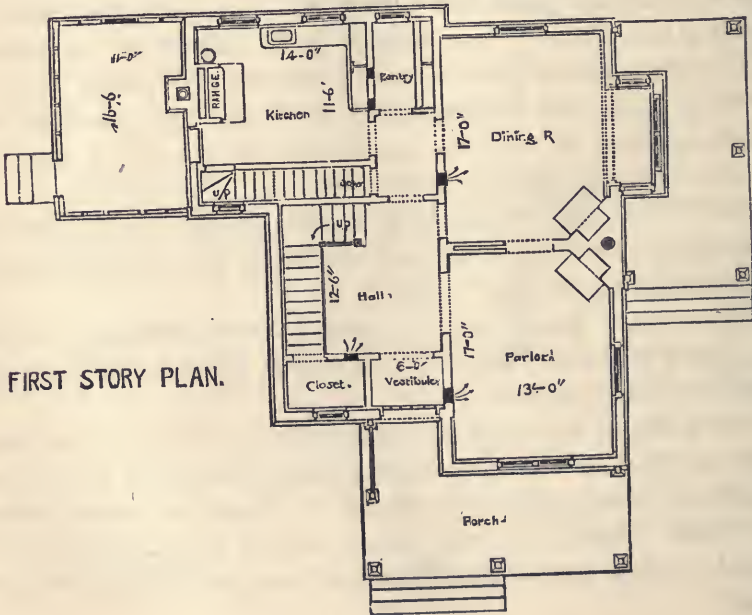 11-0"
14-0"
RANGE.
Pantry
16-6
11-6'
Kitchen
17-0"
Dining R
up
down
up
12-6"
Hall
FIRST STORY PLAN.
17-0"
6-0"
Parlor
Closet.
Vestibule
13-0"
Porch